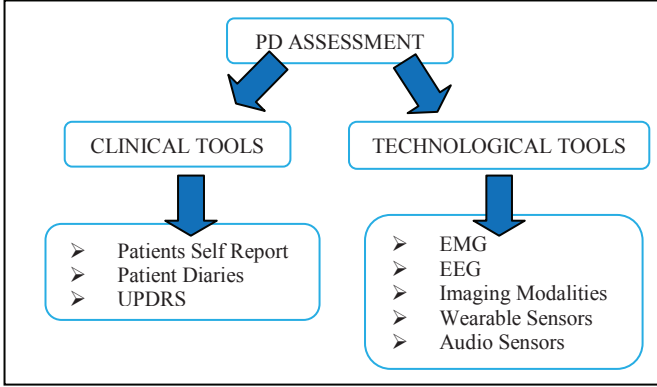 PD ASSESSMENT
CLINICAL TOOLS
TECHNOLOGICAL TOOLS
➢ Patients Self Report
➢ Patient Diaries
➢ UPDRS
➢ EMG
➢ EEG
➢ Imaging Modalities
➢ Wearable Sensors
➢ Audio Sensors